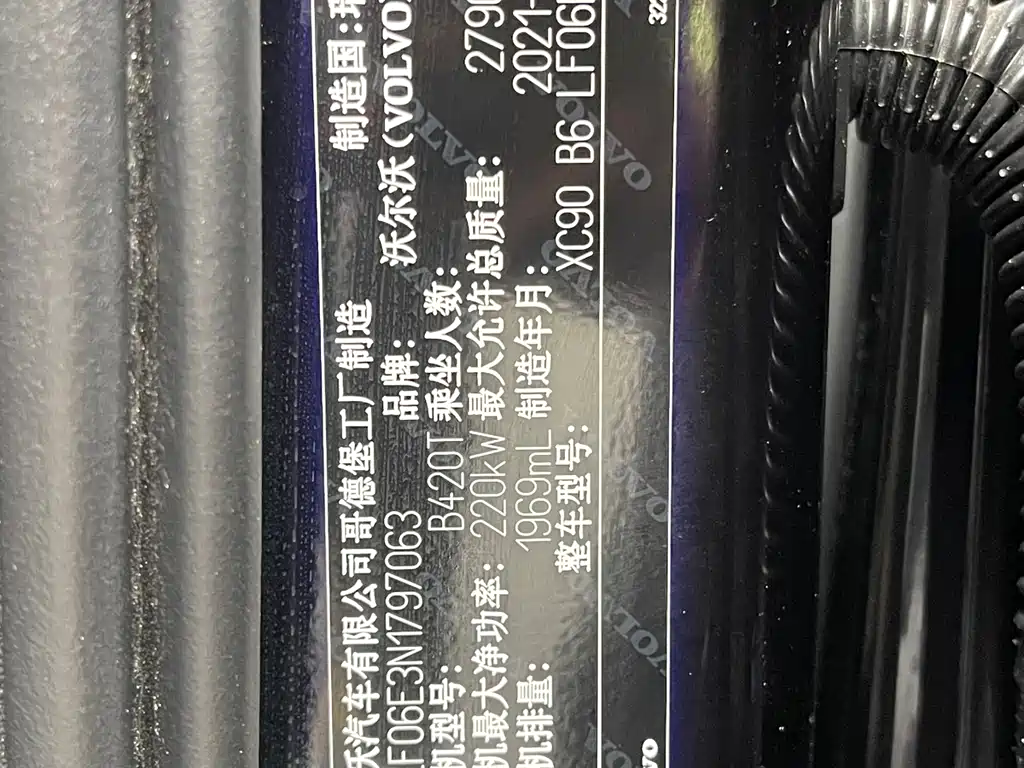 沃汽车有限公司哥德堡工厂制造 制造国:瑞
LF06E3N1797063 品牌: 沃尔沃(VOLVO
机型号: B420T 乘坐人数:
机最大净功率: 220kW 最大允许总质量: 2790
机排量: 1969mL 制造年月: 2021-
整车型号: XC90 B6 LF06